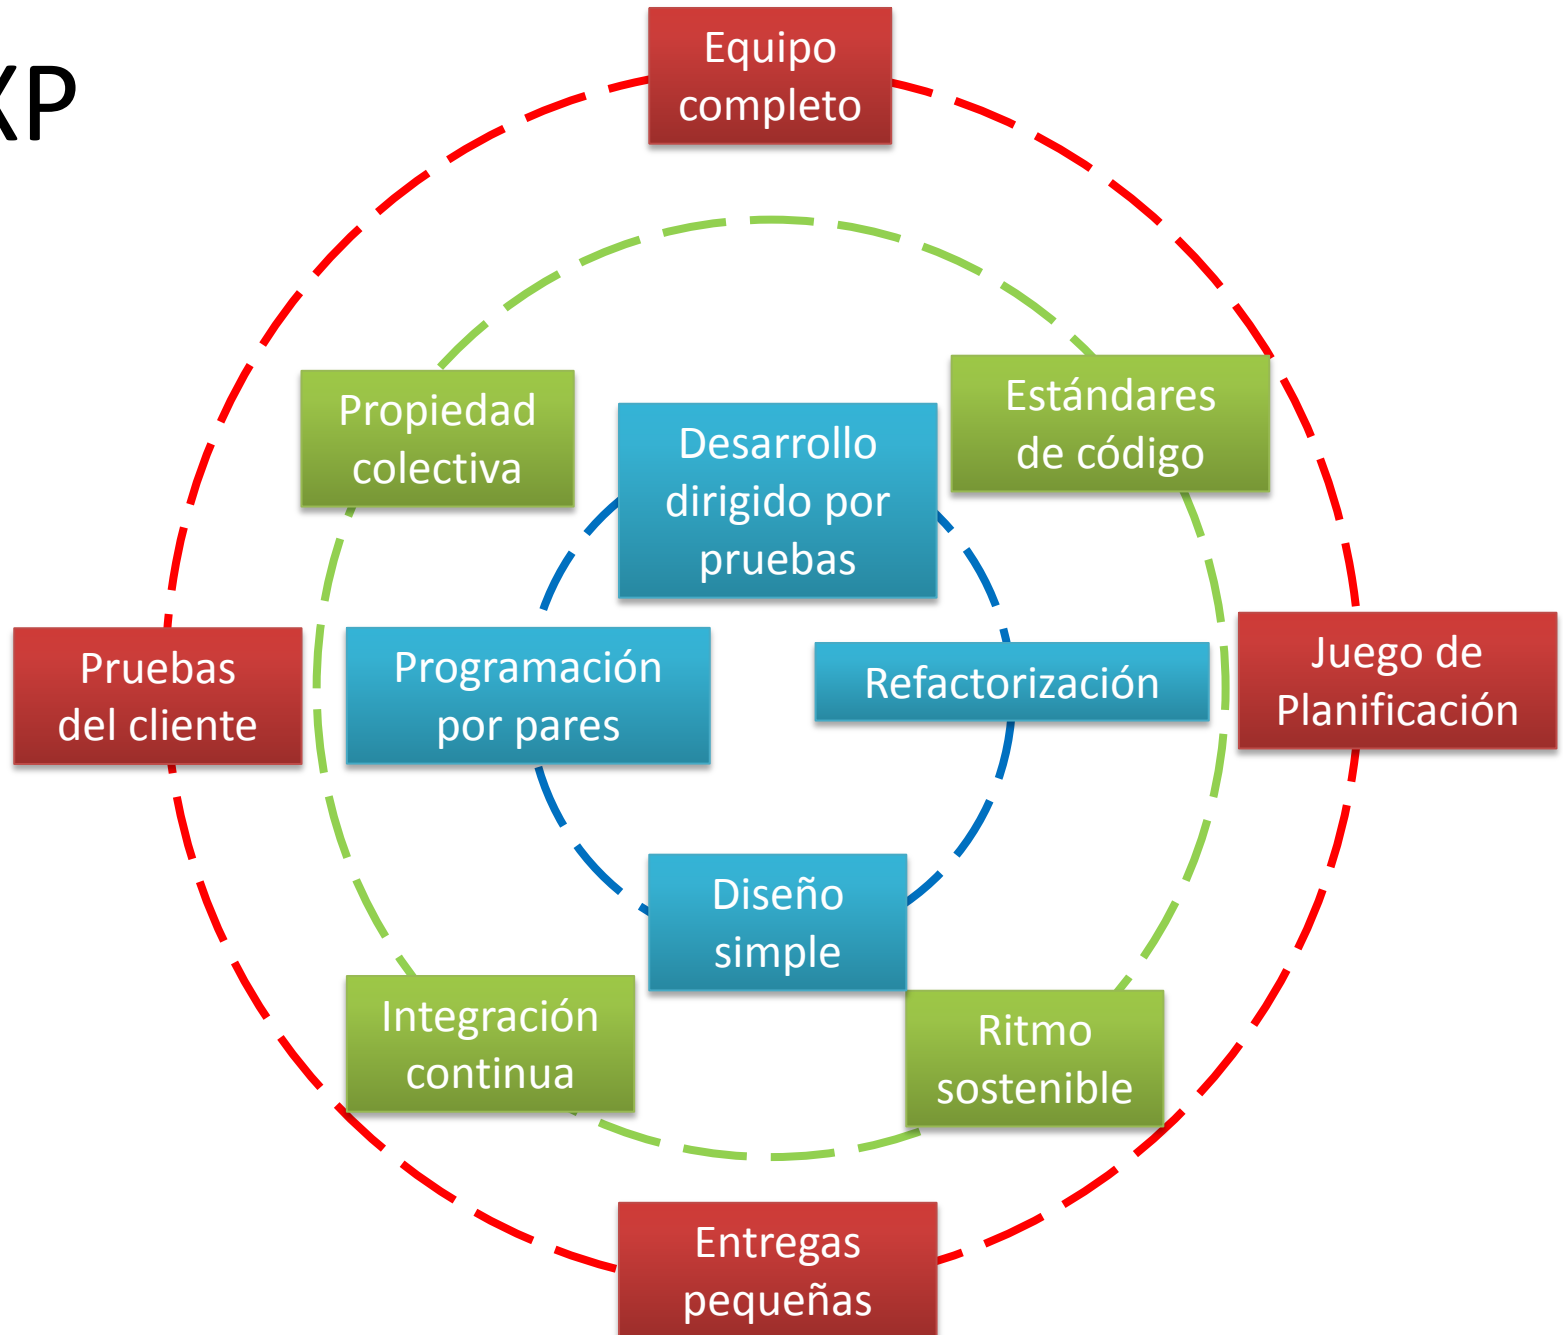 XP
Equipo
completo
Propiedad
colectiva
Desarrollo
dirigido por
pruebas
Estándares
de código
Pruebas
del cliente
Programación
por pares
Refactorización
Juego de
Planificación
Diseño
simple
Integración
continua
Ritmo
sostenible
Entregas
pequeñas